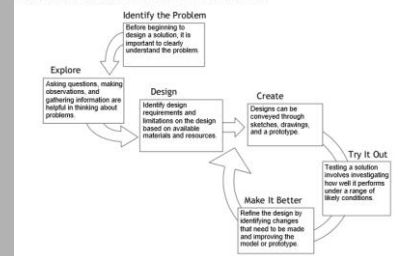 Identify the Problem
Before beginning to
design a solution, it is
important to clearly
understand the problem.
Explore
Asking questions, making
observations, and
gathering information are
helpful in thinking about
problems.
Design
Identify design
requirements and
limitations on the design
based on available
materials and resources.
Create
Designs can be
conveyed through
sketches, drawings,
and a prototype.
Try It Out
Testing a solution
involves investigating
how well it performs
under a range of
likely conditions.
Make It Better
Refine the design by
identifying changes
that need to be made
and improving the
model or prototype.